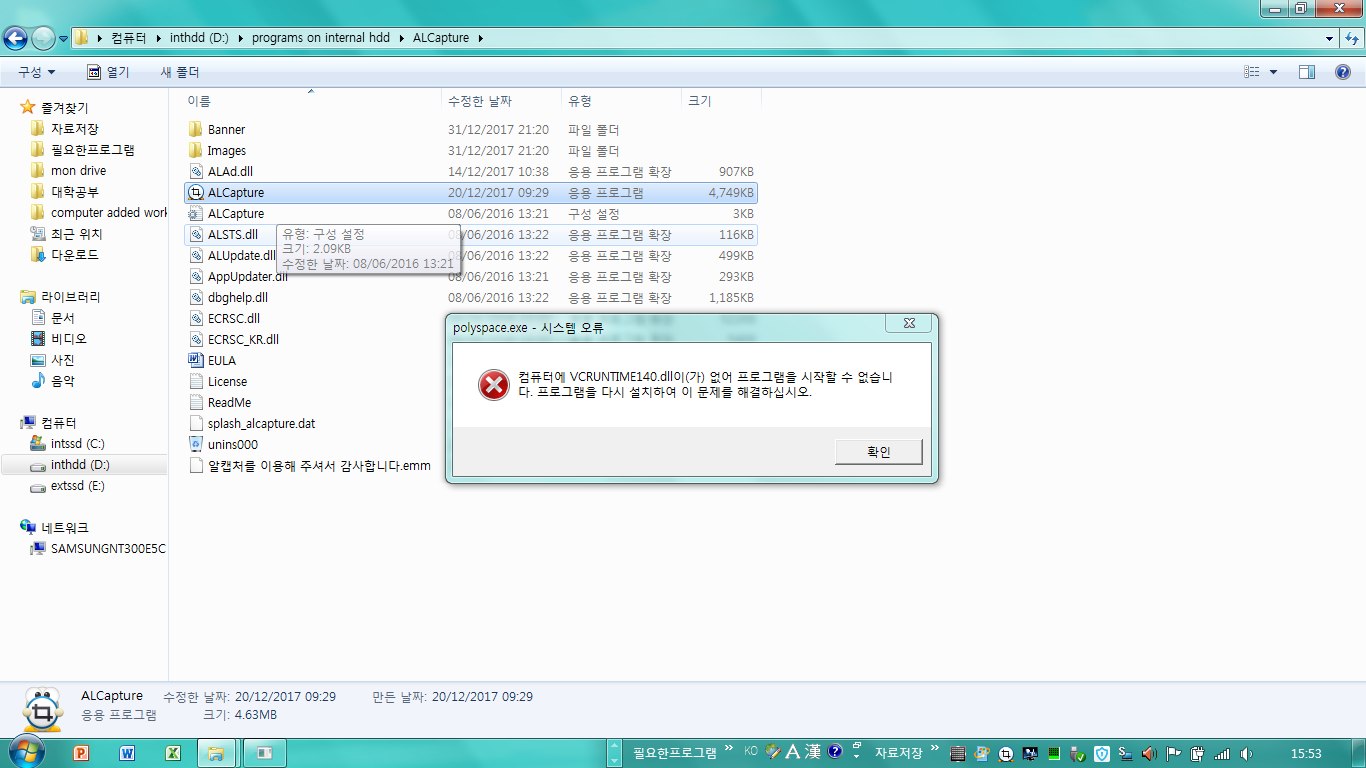 컴퓨터 inthdd (D:) programs on internal hdd ALCapture
구성 열기 새 폴더
이름 수정한 날짜 유형 크기
즐겨찾기
자료저장
필요한프로그램
mon drive
대학공부
computer added work
최근 위치
다운로드
라이브러리
문서
비디오
사진
음악
컴퓨터
intssd (C:)
inthdd (D:)
extssd (E:)
네트워크
SAMSUNGNT300E5C
Banner 31/12/2017 21:20 파일 폴더
Images 31/12/2017 21:20 파일 폴더
ALAd.dll 14/12/2017 10:38 응용 프로그램 확장 907KB
ALCapture 20/12/2017 09:29 응용 프로그램 4,749KB
ALCapture 08/06/2016 13:21 구성 설정 3KB
ALSTS.dll 08/06/2016 13:22 응용 프로그램 확장 116KB
ALUpdate.dll 08/06/2016 13:22 응용 프로그램 확장 499KB
AppUpdater.dll 08/06/2016 13:21 응용 프로그램 확장 293KB
dbghelp.dll 08/06/2016 13:22 응용 프로그램 확장 1,185KB
ECRSC.dll
ECRSC_KR.dll
EULA
License
ReadMe
splash_alcapture.dat
unins000
알캡처를 이용해 주셔서 감사합니다.emm
유형: 구성 설정
크기: 2.09KB
수정한 날짜: 08/06/2016 13:21
polyspace.exe - 시스템 오류
컴퓨터에 VCRUNTIME140.dll이(가) 없어 프로그램을 시작할 수 없습니
다. 프로그램을 다시 설치하여 이 문제를 해결하십시오.
확인
ALCapture 수정한 날짜: 20/12/2017 09:29 만든 날짜: 20/12/2017 09:29
응용 프로그램 크기: 4.63MB
필요한프로그램 KO A 漢 자료저장 15:53